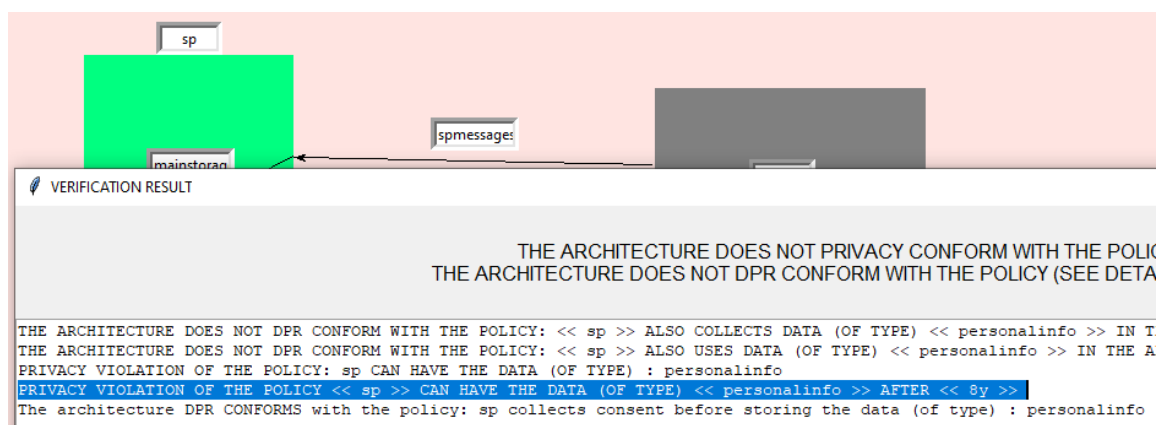 sp
spmessages
mainstorag
VERIFICATION RESULT
THE ARCHITECTURE DOES NOT PRIVACY CONFORM WITH THE POLIC
THE ARCHITECTURE DOES NOT DPR CONFORM WITH THE POLICY (SEE DETA
THE ARCHITECTURE DOES NOT DPR CONFORM WITH THE POLICY: << sp >> ALSO COLLECTS DATA (OF TYPE) << personalinfo >> IN T
THE ARCHITECTURE DOES NOT DPR CONFORM WITH THE POLICY: << sp >> ALSO USES DATA (OF TYPE) << personalinfo >> IN THE A
PRIVACY VIOLATION OF THE POLICY: sp CAN HAVE THE DATA (OF TYPE) : personalinfo
PRIVACY VIOLATION OF THE POLICY << sp >> CAN HAVE THE DATA (OF TYPE) << personalinfo >> AFTER << 8y >>
The architecture DPR CONFORMS with the policy: sp collects consent before storing the data (of type) : personalinfo